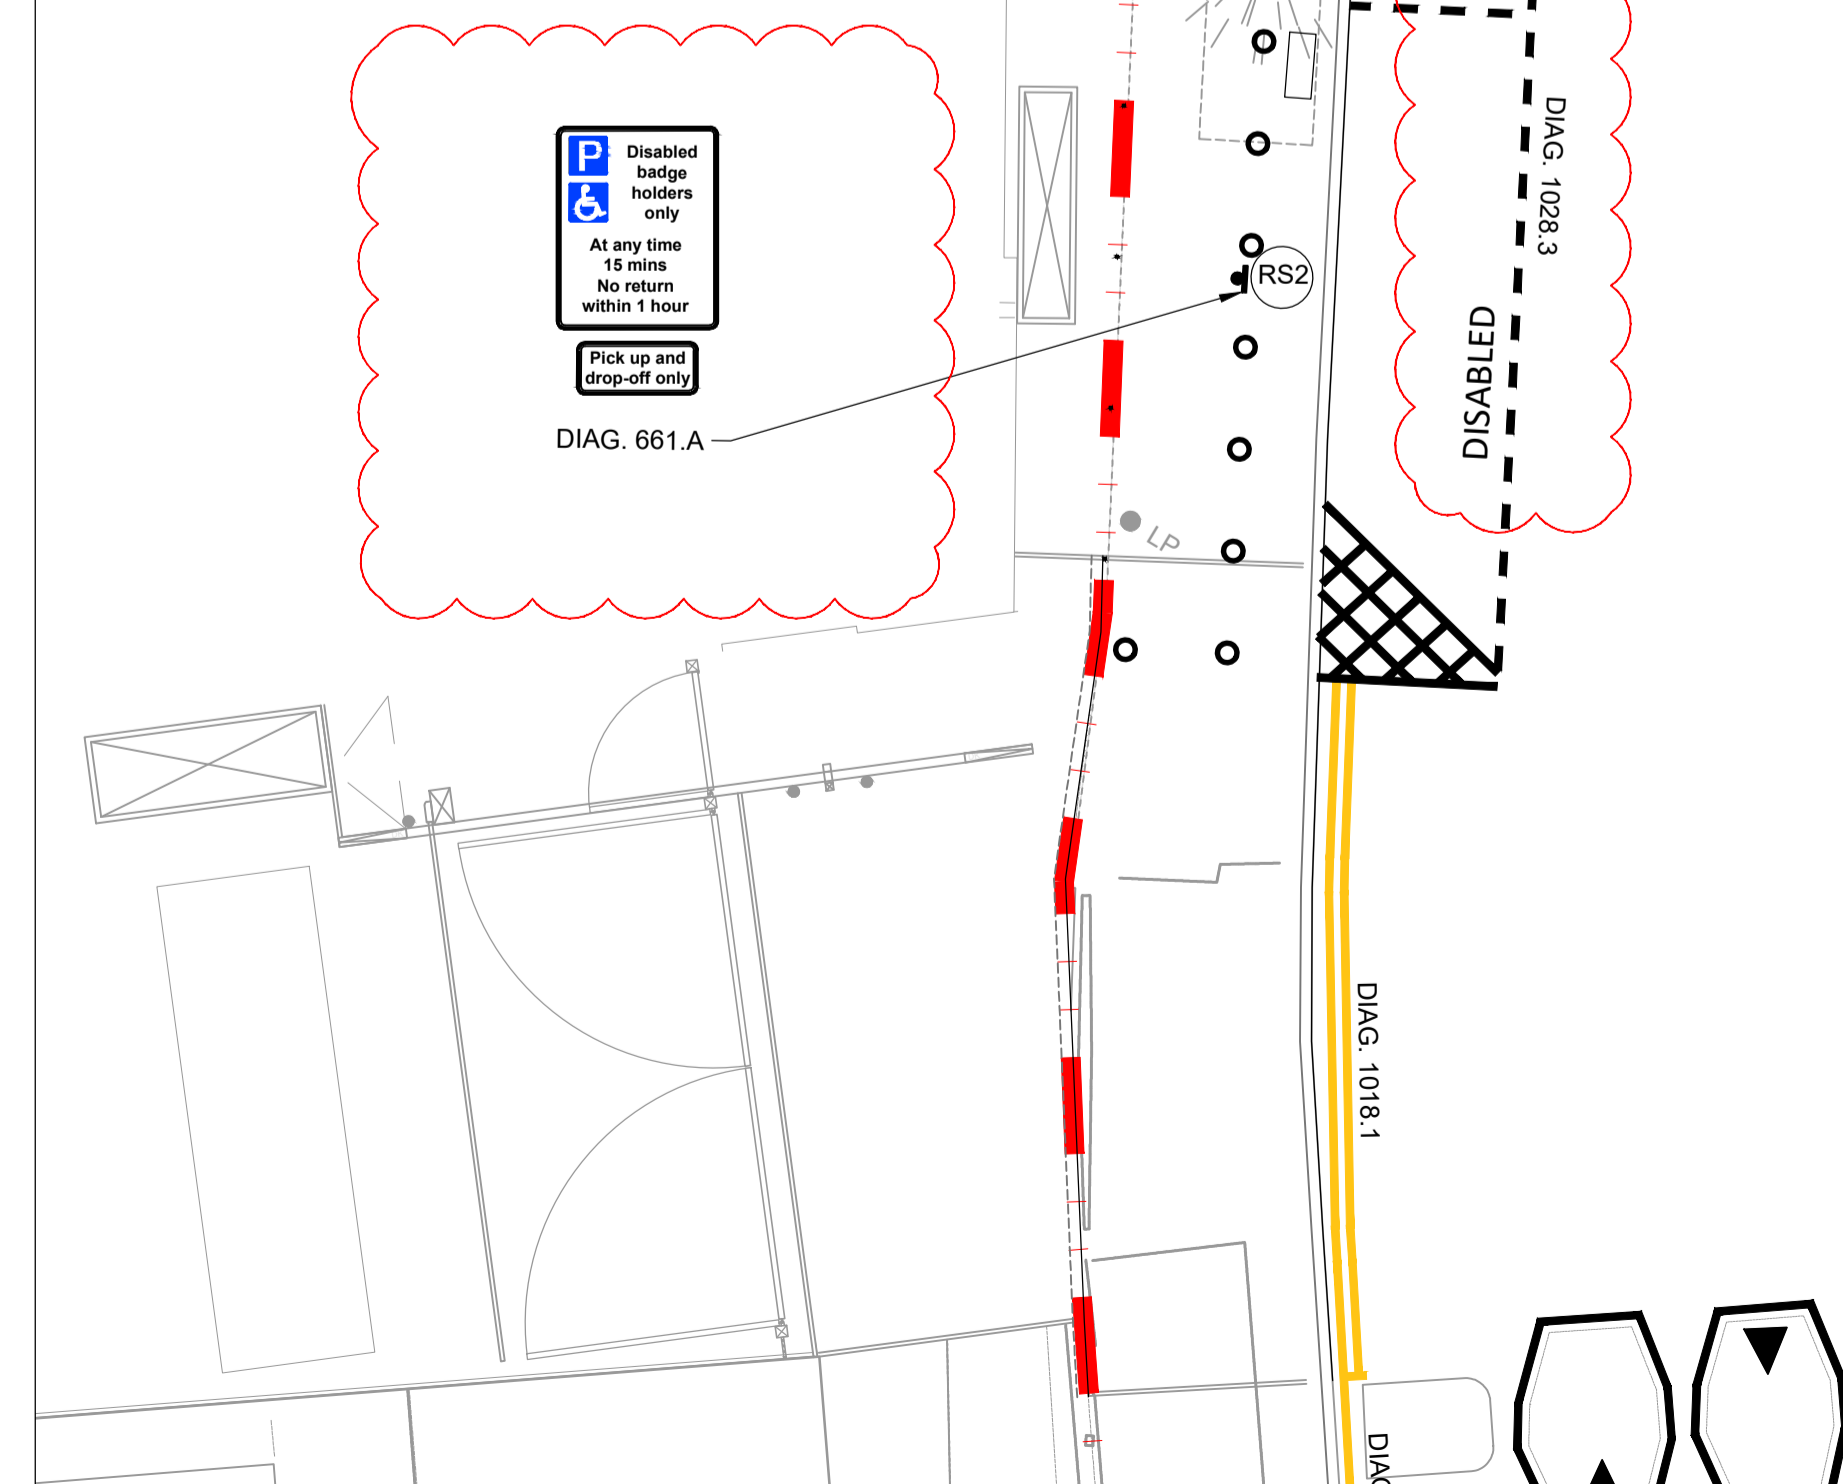 P
Disabled
badge
holders
only
At any time
15 mins
No return
within 1 hour
Pick up and
drop-off only
DIAG. 661.A
RS2
LP
DIAG. 1028.3
DISABLED
DIAG. 1018.1